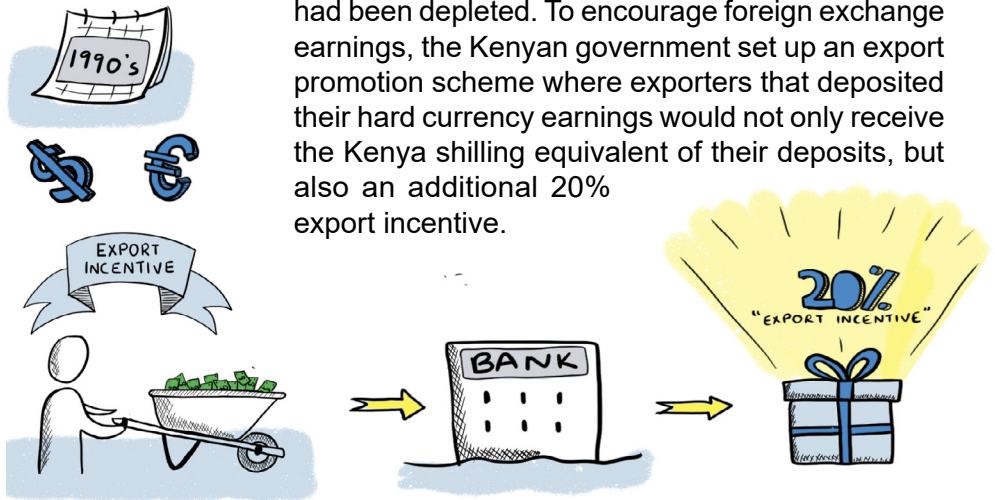 had been depleted. To encourage foreign exchange
earnings, the Kenyan government set up an export
promotion scheme where exporters that deposited
their hard currency earnings would not only receive
the Kenya shilling equivalent of their deposits, but
also an additional 20%
export incentive.
1990's
$ €
EXPORT
INCENTIVE
BANK
20%
"EXPORT INCENTIVE"